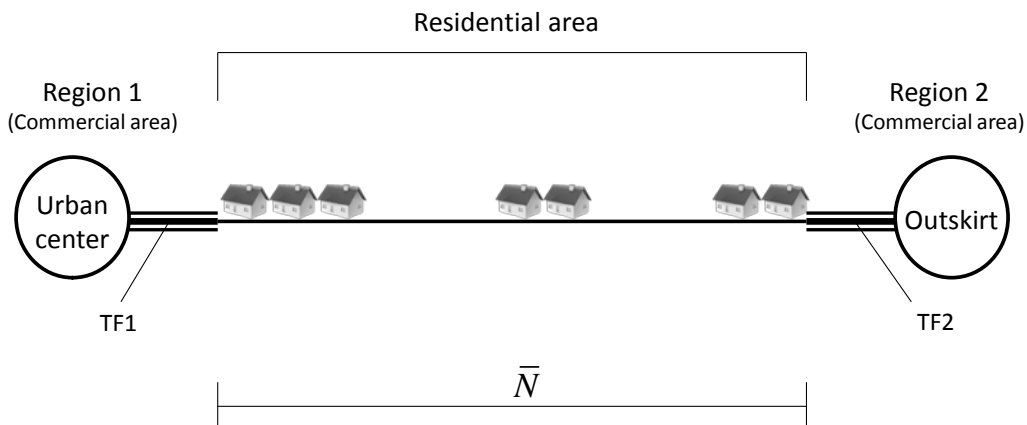 Residential area
Region 1
(Commercial area)
Region 2
(Commercial area)
Urban
center
Outskirt
TF1
TF2
N̅